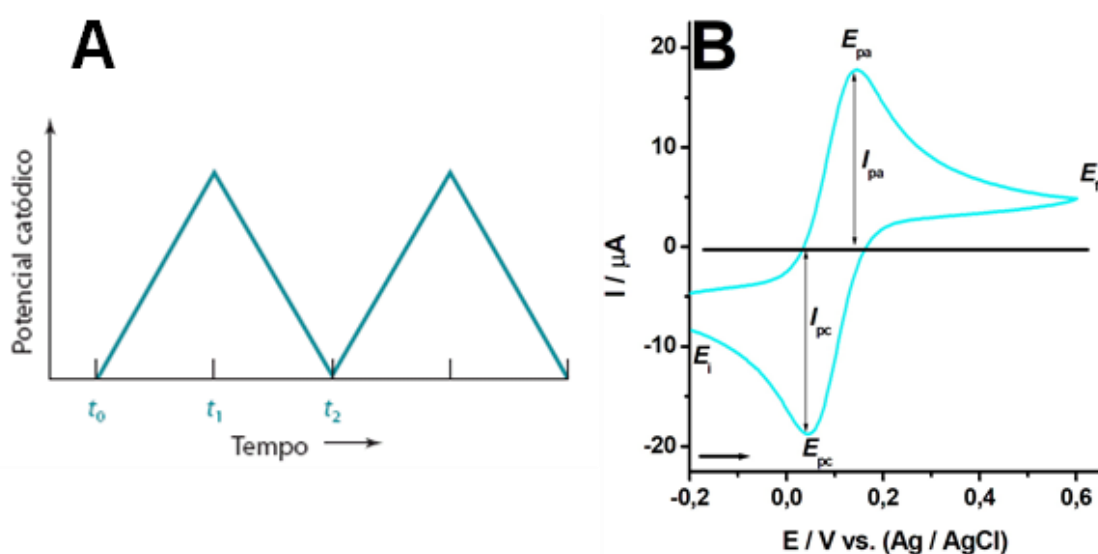 A
Potencial catódico
t0 t1 t2
Tempo
B
I / µA
20
10
0
-10
-20
Epa
Ipa
Ipc
Ei
Epc
-0,2 0,0 0,2 0,4 0,6
E / V vs. (Ag / AgCl)